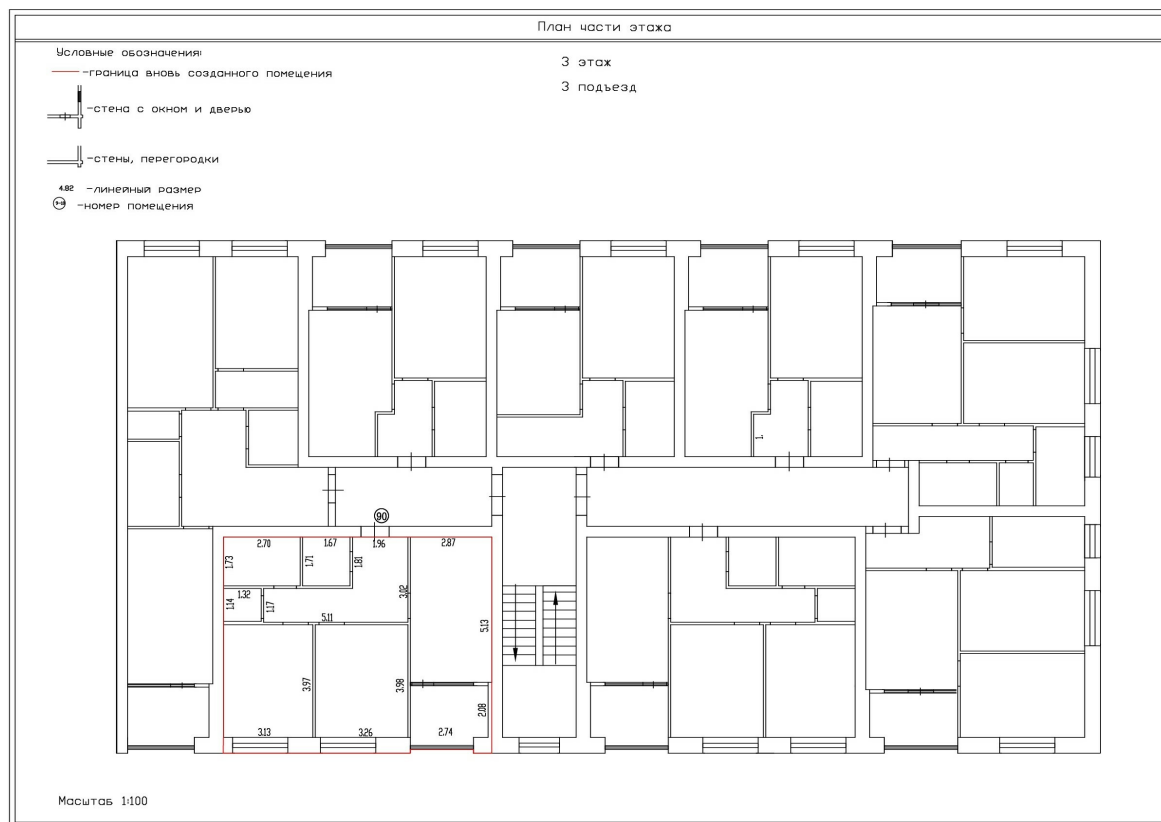 План части этажа
Условные обозначения:
-граница вновь созданного помещения
-стена с окном и дверью
-стены, перегородки
4.82 -линейный размер
-номер помещения
3 этаж
3 подъезд
1.
90
2.70 1.67 1.96 2.87
1.73 1.71 1.81
1.14 1.32 1.17 3.02
5.11 5.13
3.97 3.98
2.08
3.13 3.26 2.74
Масштаб 1:100